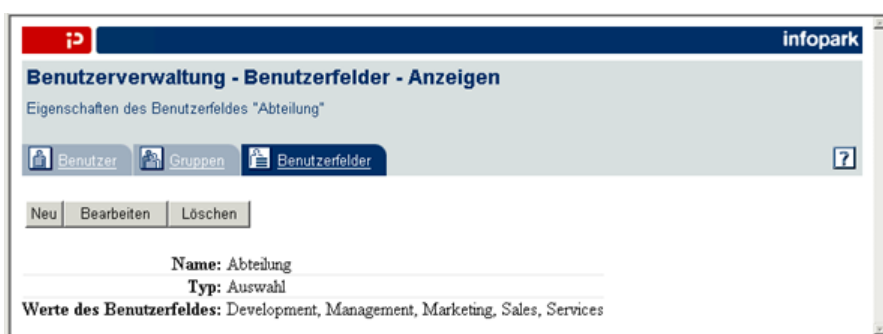 infopark
Benutzerverwaltung - Benutzerfelder - Anzeigen
Eigenschaften des Benutzerfeldes "Abteilung"
Benutzer Gruppen Benutzerfelder ?
Neu Bearbeiten Löschen
Name: Abteilung
Typ: Auswahl
Werte des Benutzerfeldes: Development, Management, Marketing, Sales, Services